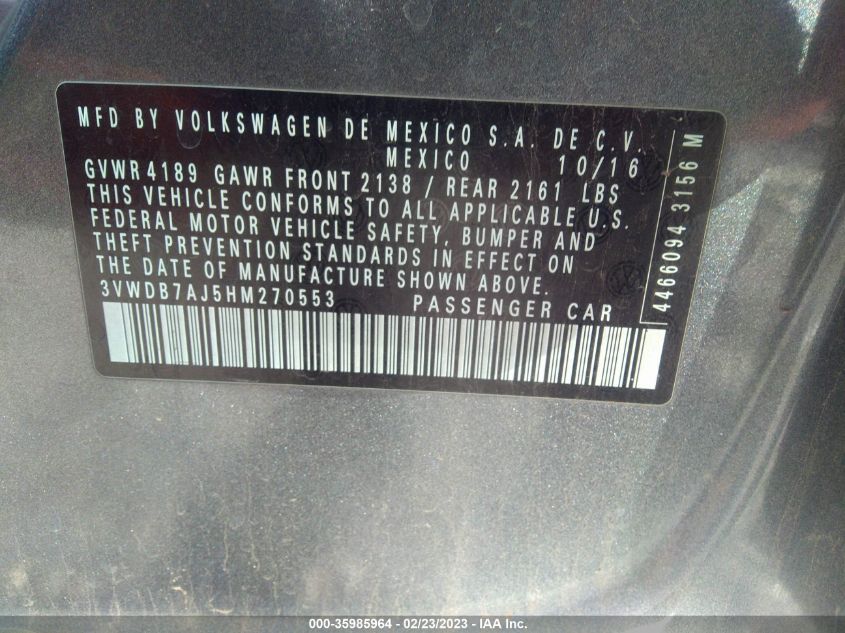 MFD BY VOLKSWAGEN DE MEXICO S.A. DE C.V.
MEXICO 10/16
GVWR 4189 GAWR FRONT 2138 / REAR 2161 LBS
THIS VEHICLE CONFORMS TO ALL APPLICABLE U.S.
FEDERAL MOTOR VEHICLE SAFETY, BUMPER AND
THEFT PREVENTION STANDARDS IN EFFECT ON
THE DATE OF MANUFACTURE SHOWN ABOVE.
3VWDB7AJ5HM270553 PASSENGER CAR
4466094 3156 M
000-35985964 - 02/23/2023 - IAA Inc.